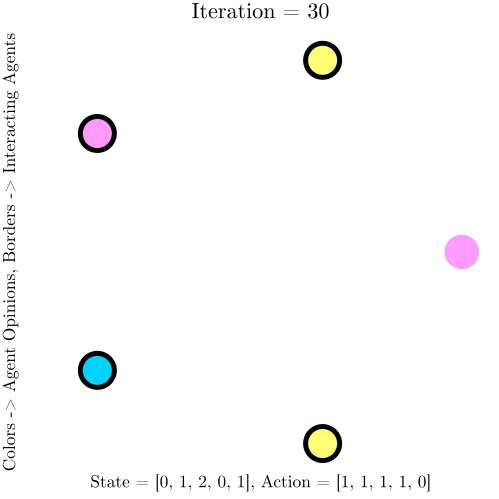 Iteration = 30
Colors -> Agent Opinions, Borders -> Interacting Agents
State = [0, 1, 2, 0, 1], Action = [1, 1, 1, 1, 0]